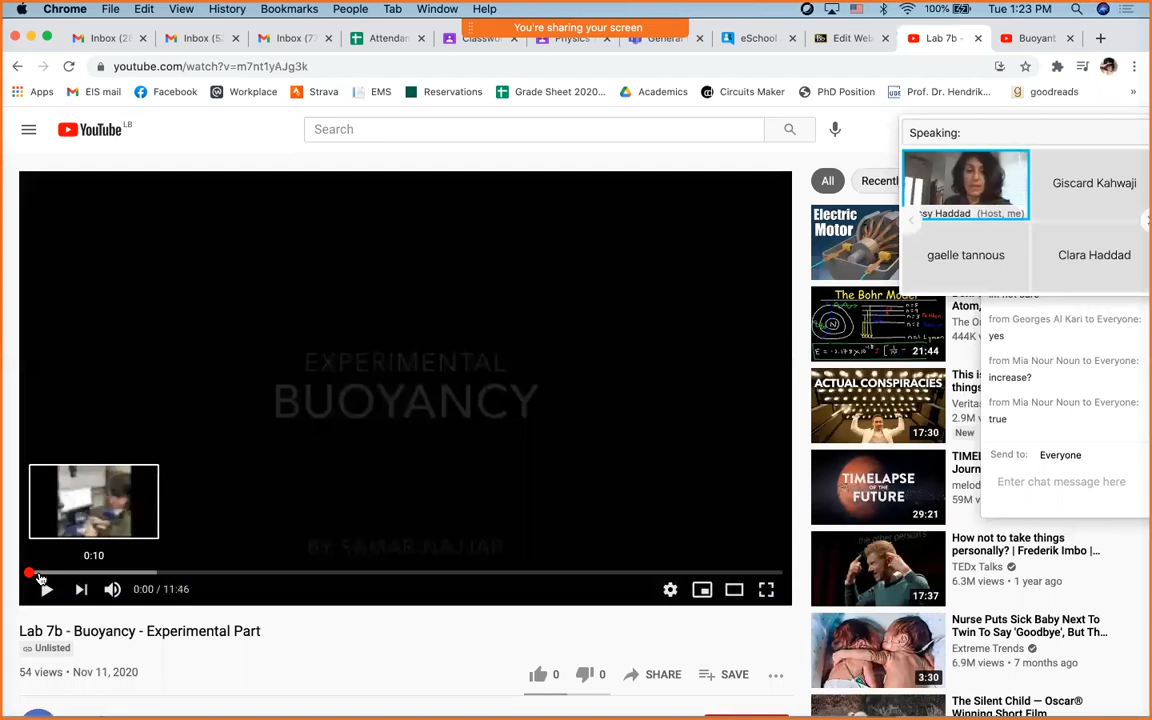 Chrome File Edit View History Bookmarks People Tab Window Help 100% Tue 1:23 PM
You're sharing your screen
Inbox (2 Inbox (5 Inbox (7 Attendan Classwor Physics General eSchool Edit Web Lab 7b - Buoyant
youtube.com/watch?v=m7nt1yAJg3k
Apps EIS mail Facebook Workplace Strava EMS Reservations Grade Sheet 2020... Academics Circuits Maker PhD Position Prof. Dr. Hendrik... goodreads »
YouTube LB
Search
Speaking:
ssy Haddad (Host, me)
Giscard Kahwaji
gaelle tannous
Clara Haddad
All Recentl
Electric
Motor
The Bohr Model
21:44
Atom,
The O
444K v
ACTUAL CONSPIRACIES
17:30
This is
things
Verita
2.9M v
New
TIMELAPSE
OF THE
FUTURE
29:21
TIMEL
Journ
melod
59M v
from Georges Al Kari to Everyone:
yes
from Mia Nour Noun to Everyone:
increase?
from Mia Nour Noun to Everyone:
true
Send to: Everyone
Enter chat message here
the other person's
17:37
How not to take things
personally? | Frederik Imbo |...
TEDx Talks
6.3M views • 1 year ago
3:30
Nurse Puts Sick Baby Next To
Twin To Say 'Goodbye', But Th...
Extreme Trends
6.9M views • 7 months ago
The Silent Child — Oscar®
Winning Short Film
EXPERIMENTAL
BUOYANCY
BY SAMAR NAJJAR
0:10
0:00 / 11:46
Lab 7b - Buoyancy - Experimental Part
Unlisted
54 views • Nov 11, 2020
0 0 SHARE SAVE ...